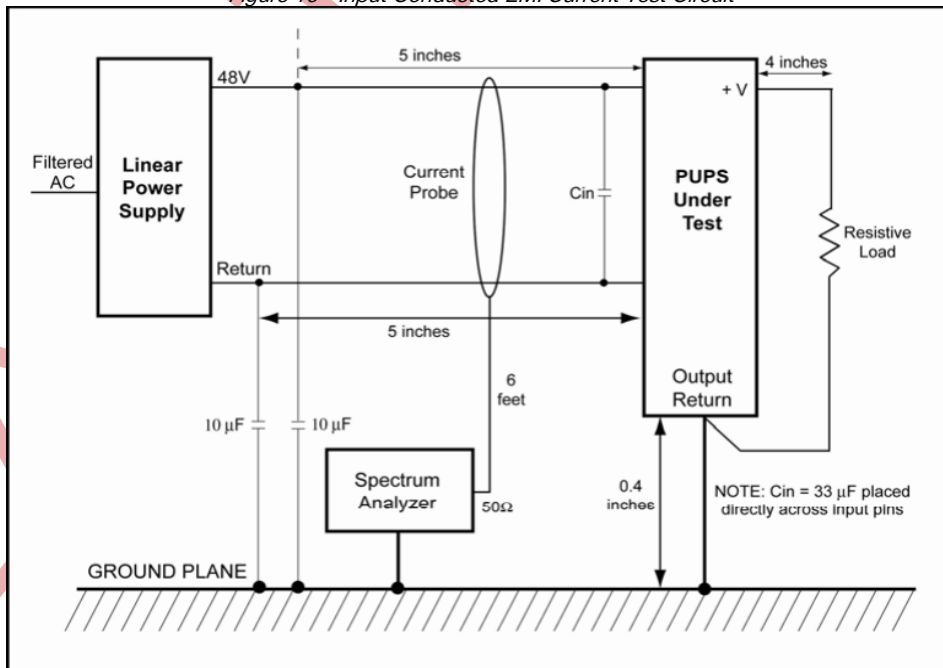 Figure 15 - Input Conducted EMI Current Test Circuit
5 inches
4 inches
48V
+ V
Filtered
AC
Linear
Power
Supply
Current
Probe
Cin
PUPS
Under
Test
Resistive
Load
Return
5 inches
Output
Return
6
feet
10 µF
10 µF
Spectrum
Analyzer
50Ω
0.4
inches
NOTE: Cin = 33 µF placed
directly across input pins
GROUND PLANE